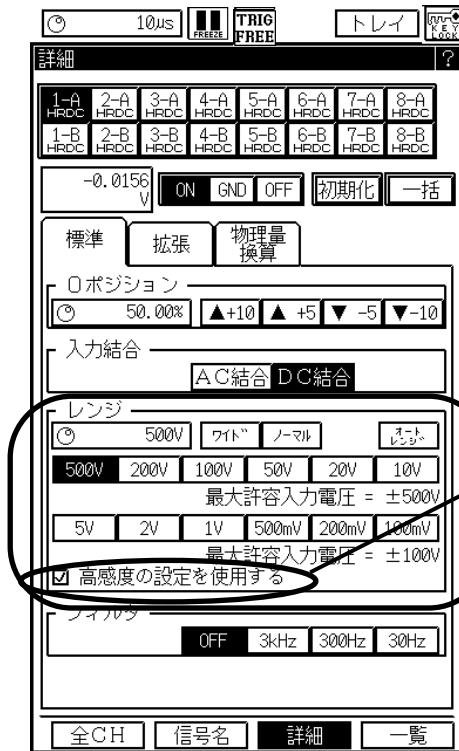 10µs FREEZE TRIG FREE トレイ KEY LOCK
詳細 ?
1-A HRDC 2-A HRDC 3-A HRDC 4-A HRDC 5-A HRDC 6-A HRDC 7-A HRDC 8-A HRDC
1-B HRDC 2-B HRDC 3-B HRDC 4-B HRDC 5-B HRDC 6-B HRDC 7-B HRDC 8-B HRDC
-0.0156 V ON GND OFF 初期化 一括
標準 拡張 物理量換算
0ポジション
50.00% ▲+10 ▲ +5 ▼ -5 ▼-10
入力結合
AC結合 DC結合
レンジ
500V ワイド ノーマル オートレンジ
500V 200V 100V 50V 20V 10V
最大許容入力電圧 = ±500V
5V 2V 1V 500mV 200mV 100mV
最大許容入力電圧 = ±100V
☑ 高感度の設定を使用する
フィルタ
OFF 3kHz 300Hz 30Hz
全CH 信号名 詳細 一覧